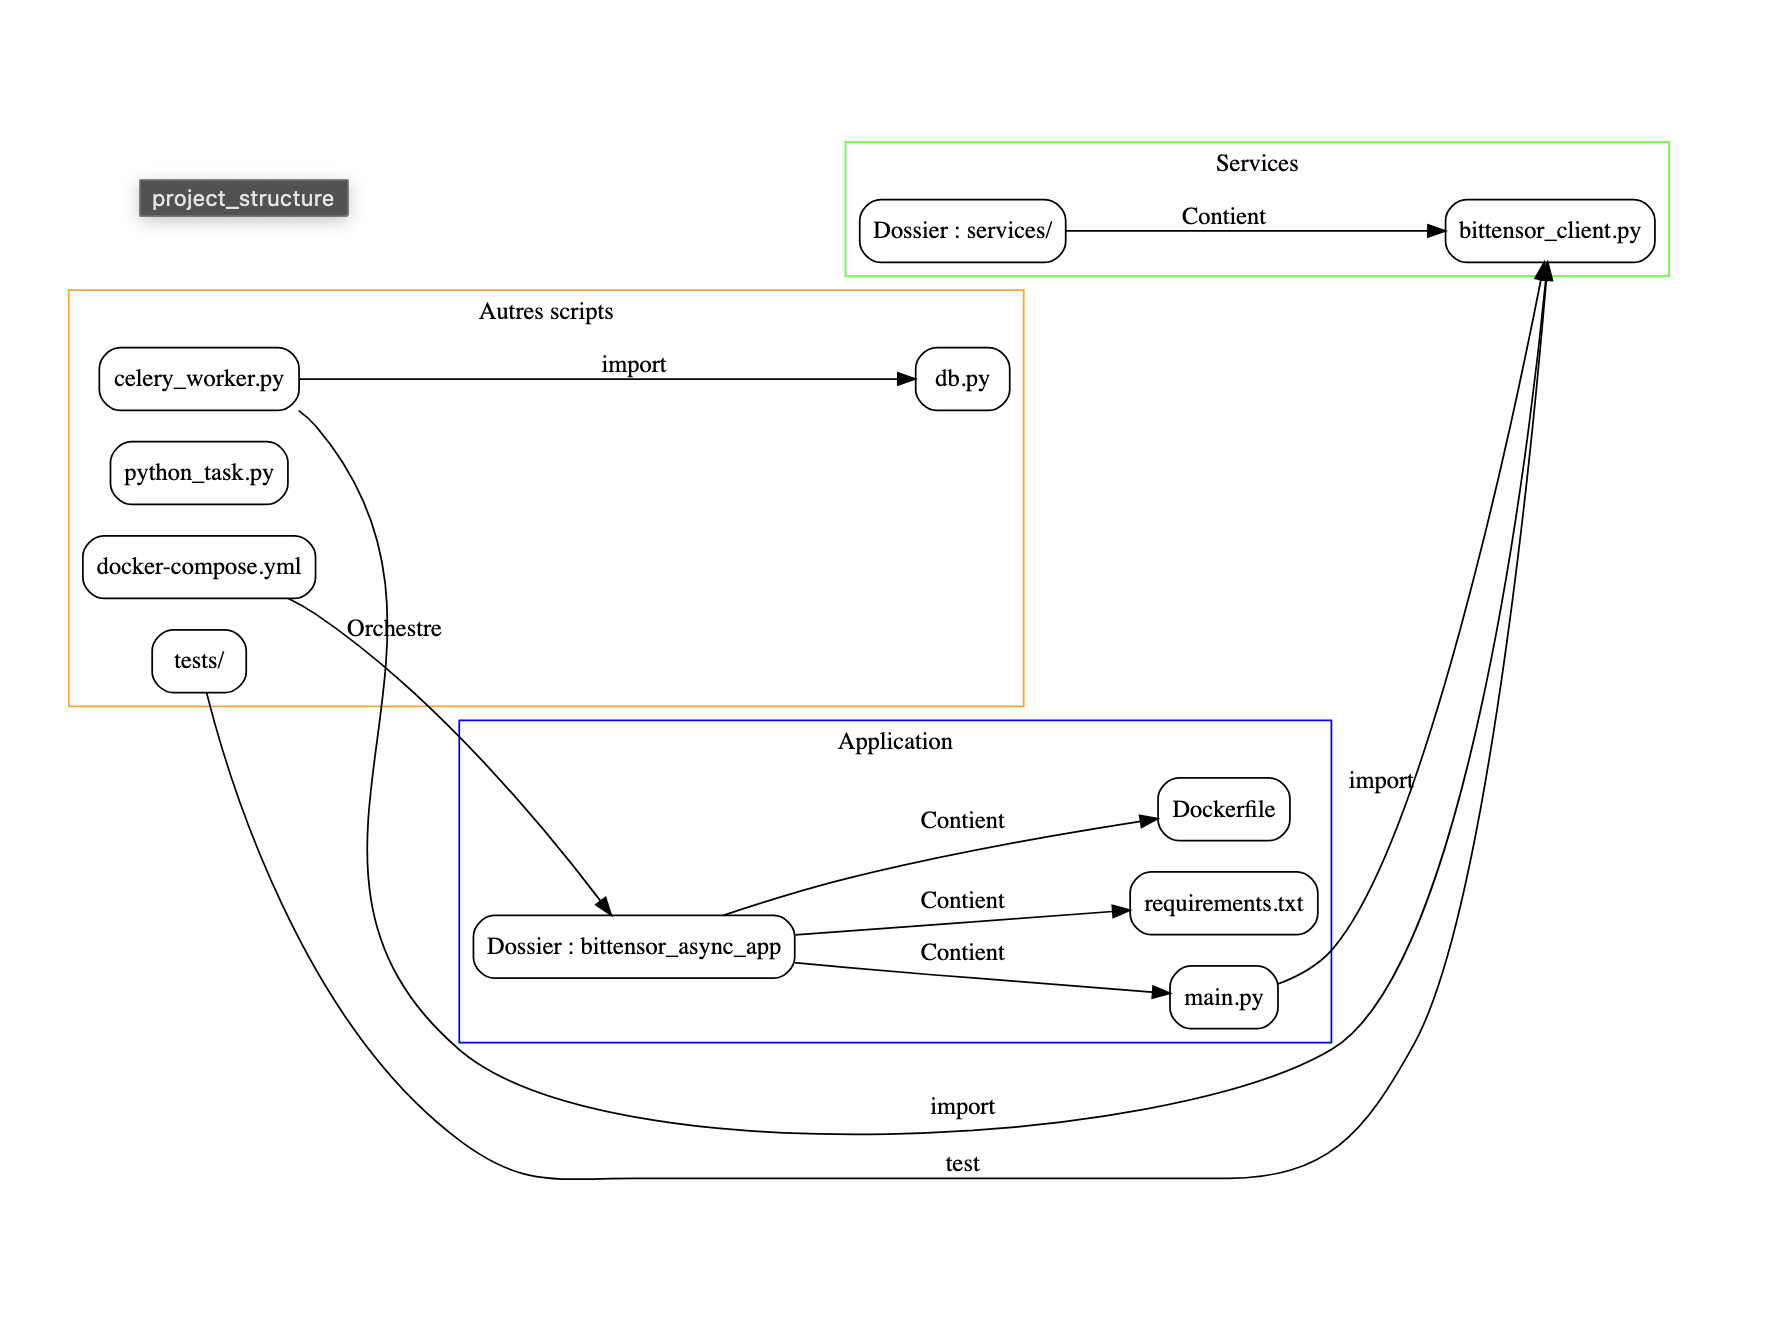 project_structure
Services
Dossier : services/
Contient
bittensor_client.py
Autres scripts
celery_worker.py
import
db.py
python_task.py
docker-compose.yml
Orchestre
tests/
Application
Contient
Dockerfile
import
Contient
requirements.txt
Dossier : bittensor_async_app
Contient
main.py
import
test